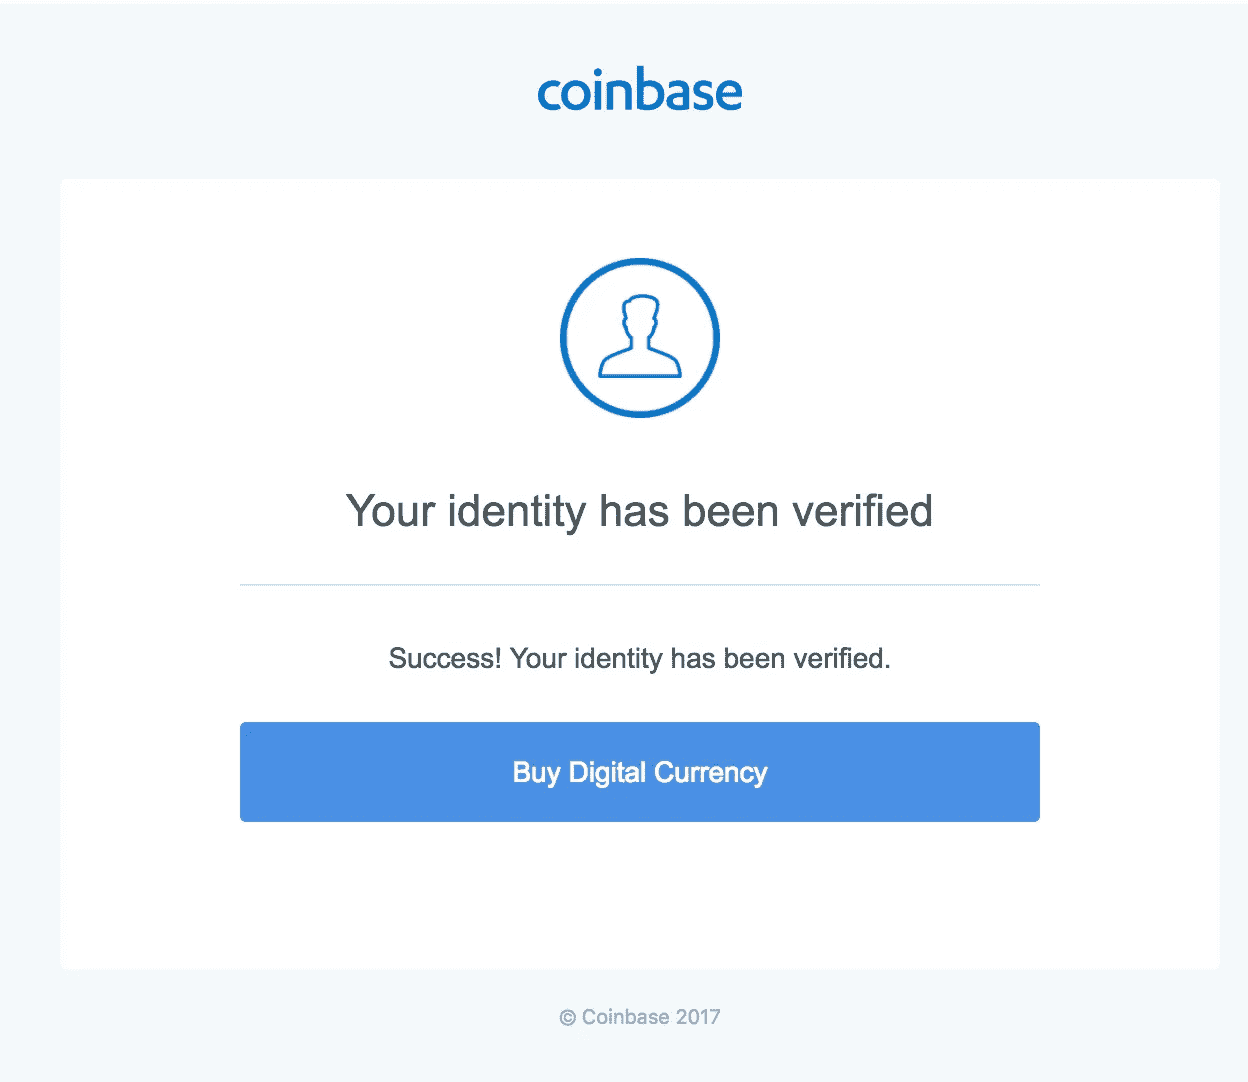 coinbase
Your identity has been verified
Success! Your identity has been verified.
Buy Digital Currency
© Coinbase 2017